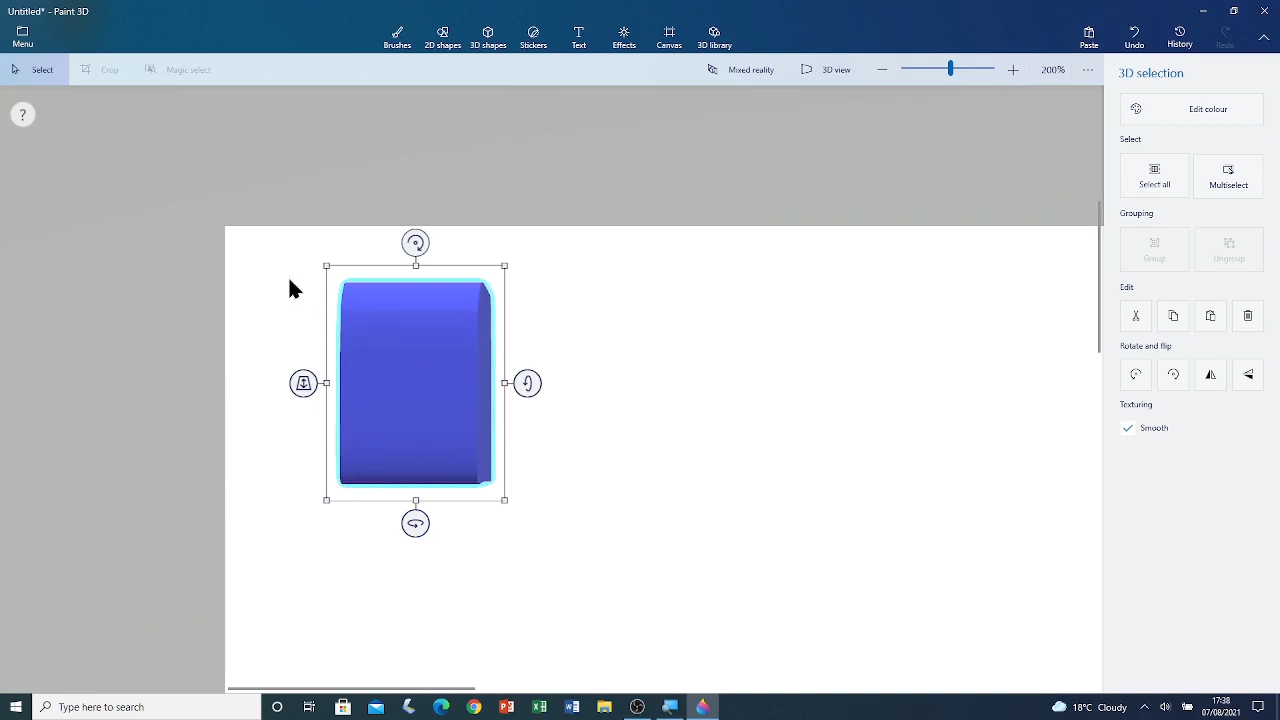 Untitled* - Paint 3D
Menu
Brushes
2D shapes
3D shapes
Stickers
Text
Effects
Canvas
3D library
Paste
Undo
History
Redo
Select
Crop
Magic select
Mixed reality
3D view
200%
3D selection
?
Edit colour
Select
Select all
Multiselect
Grouping
Group
Ungroup
Edit
Rotate and flip
Texturing
Smooth
Type here to search
18°C Cloudy
17:38
07/08/2021